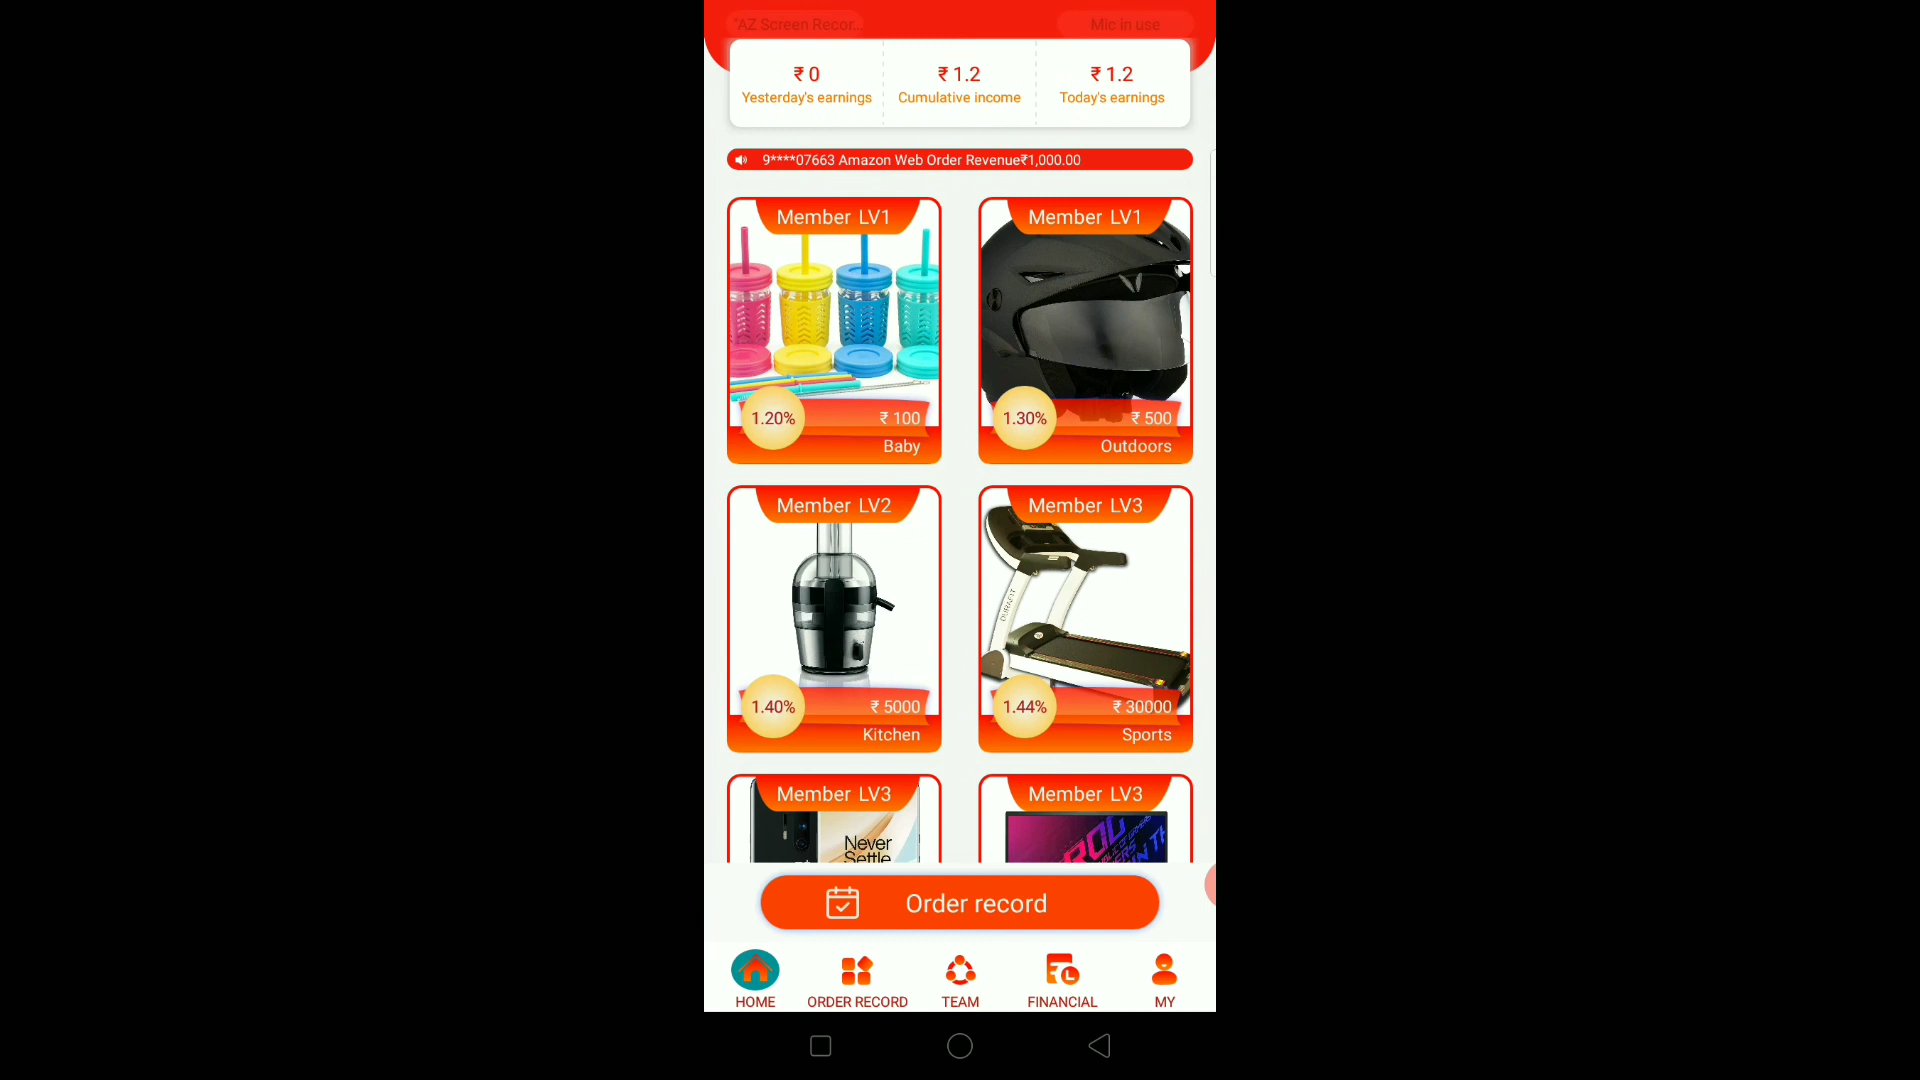 "AZ Screen Recor...
Mic in use
₹ 0
₹ 1.2
₹ 1.2
Yesterday's earnings
Cumulative income
Today's earnings
9****07663 Amazon Web Order Revenue₹1,000.00
Member LV1
Member LV1
1.20%
₹ 100
Baby
1.30%
₹ 500
Outdoors
Member LV2
Member LV3
DURAFIT
1.40%
₹ 5000
Kitchen
1.44%
₹ 30000
Sports
Member LV3
Member LV3
Never
Settle
ROG
Order record
HOME
ORDER RECORD
TEAM
FINANCIAL
MY